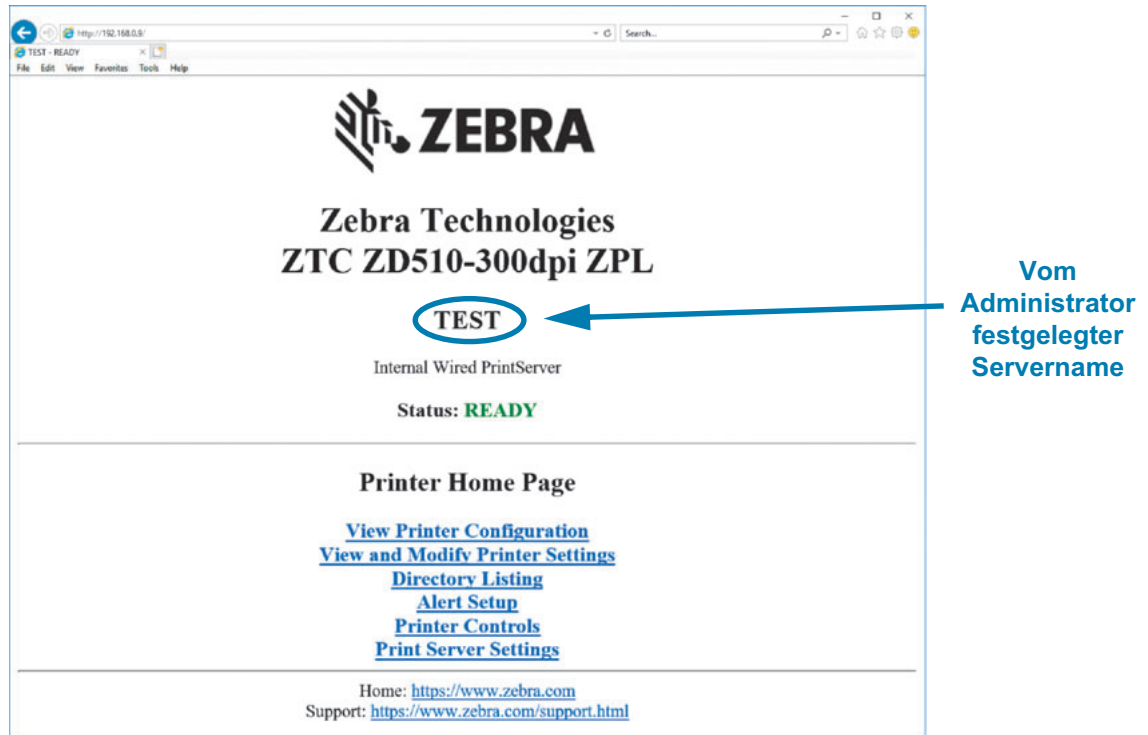 http://192.168.0.9/
Search...
TEST - READY
File Edit View Favorites Tools Help
ZEBRA
Zebra Technologies
ZTC ZD510-300dpi ZPL
TEST
Internal Wired PrintServer
Status: READY
Vom
Administrator
festgelegter
Servername
Printer Home Page
View Printer Configuration
View and Modify Printer Settings
Directory Listing
Alert Setup
Printer Controls
Print Server Settings
Home: https://www.zebra.com
Support: https://www.zebra.com/support.html